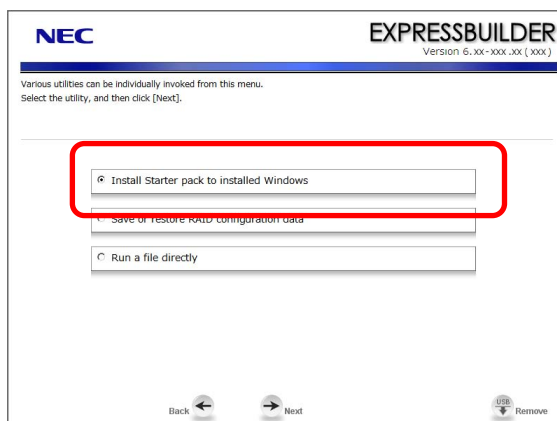 NEC
EXPRESSBUILDER
Version 6.xx-xxx.xx (xxx)
Various utilities can be individually invoked from this menu.
Select the utility, and then click [Next].
Install Starter pack to installed Windows
Save or restore RAID configuration data
Run a file directly
Back
Next
USB
Remove